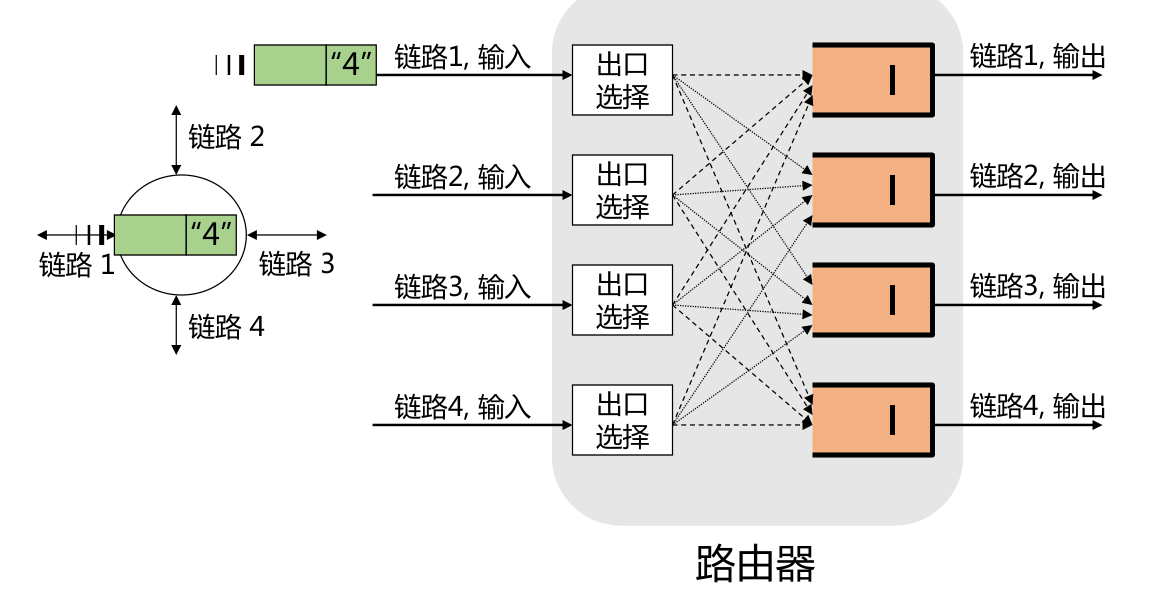 “4”
链路1, 输入
出口
选择
链路1, 输出
链路 2
链路2, 输入
出口
选择
链路2, 输出
“4”
链路 1
链路 3
链路3, 输入
出口
选择
链路3, 输出
链路 4
链路4, 输入
出口
选择
链路4, 输出
路由器